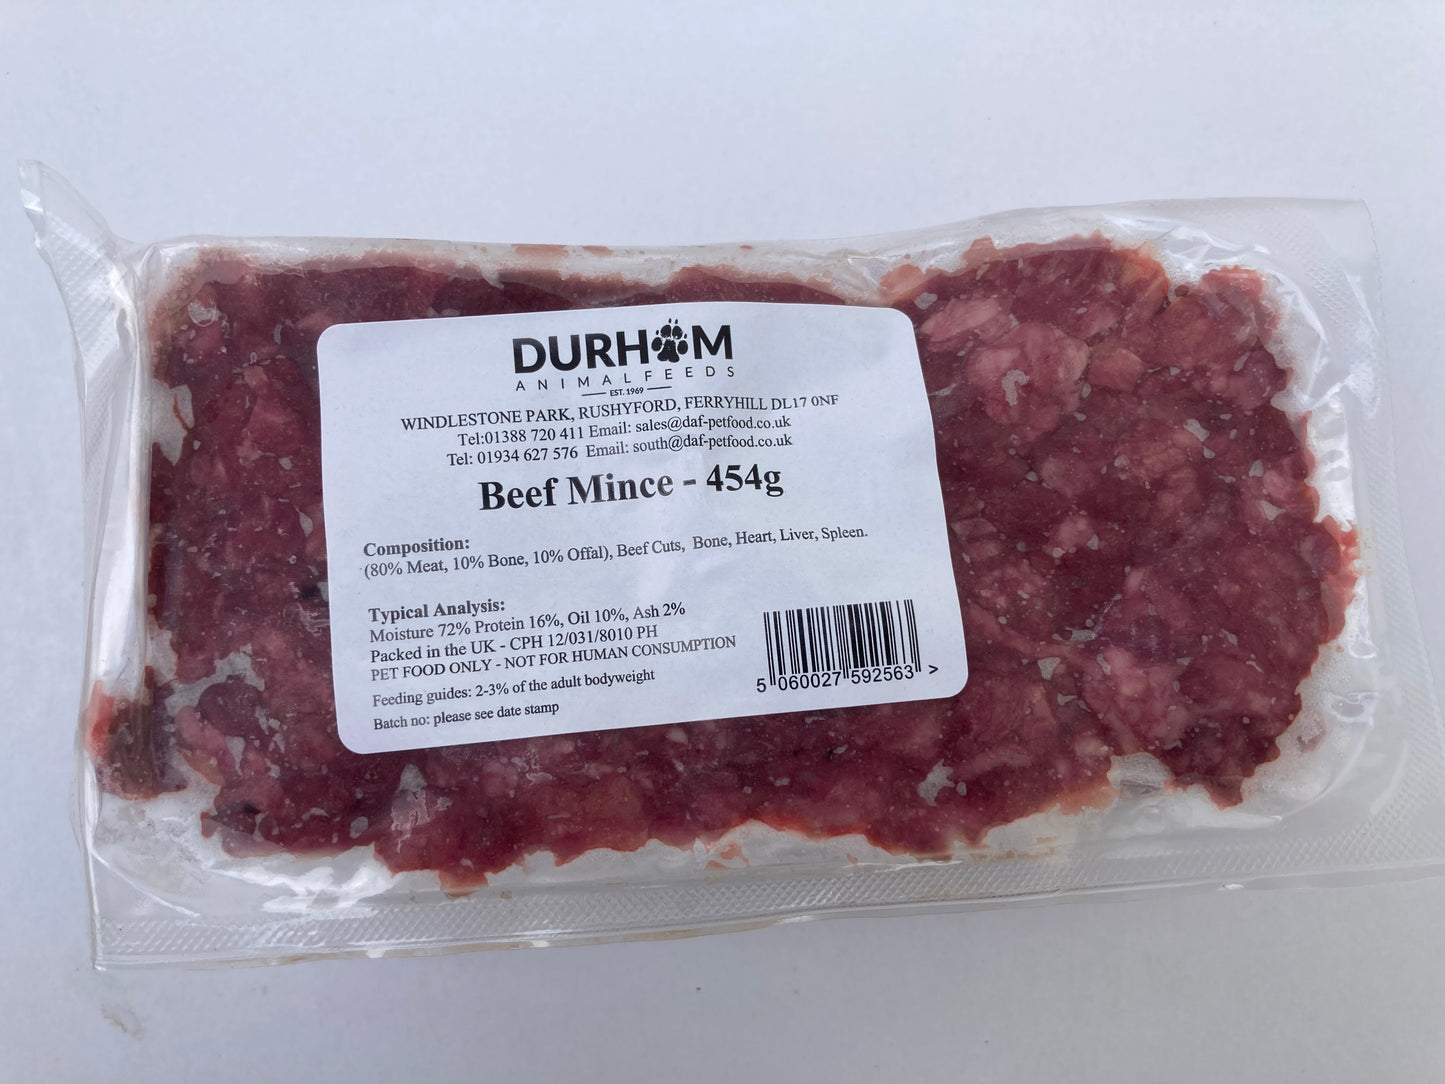 DURHAM
ANIMAL FEEDS
EST. 1969
WINDLESTONE PARK, RUSHYFORD, FERRYHILL DL17 0NF
Tel:01388 720 411 Email: sales@daf-petfood.co.uk
Tel: 01934 627 576 Email: south@daf-petfood.co.uk
Beef Mince - 454g
Composition:
(80% Meat, 10% Bone, 10% Offal), Beef Cuts, Bone, Heart, Liver, Spleen.
Typical Analysis:
Moisture 72% Protein 16%, Oil 10%, Ash 2%
Packed in the UK - CPH 12/031/8010 PH
PET FOOD ONLY - NOT FOR HUMAN CONSUMPTION
Feeding guides: 2-3% of the adult bodyweight
Batch no: please see date stamp
5 060027 592563 >